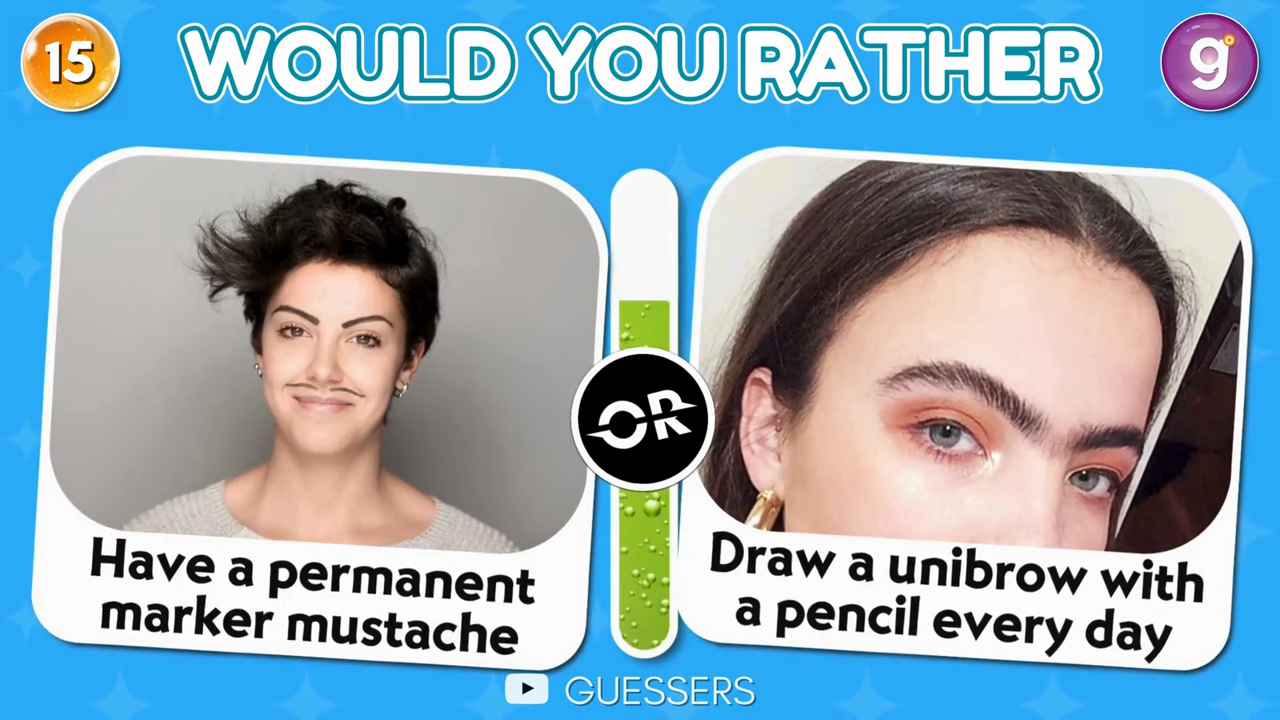 15
WOULD YOU RATHER
g
Have a permanent
marker mustache
OR
Draw a unibrow with
a pencil every day
GUESSERS